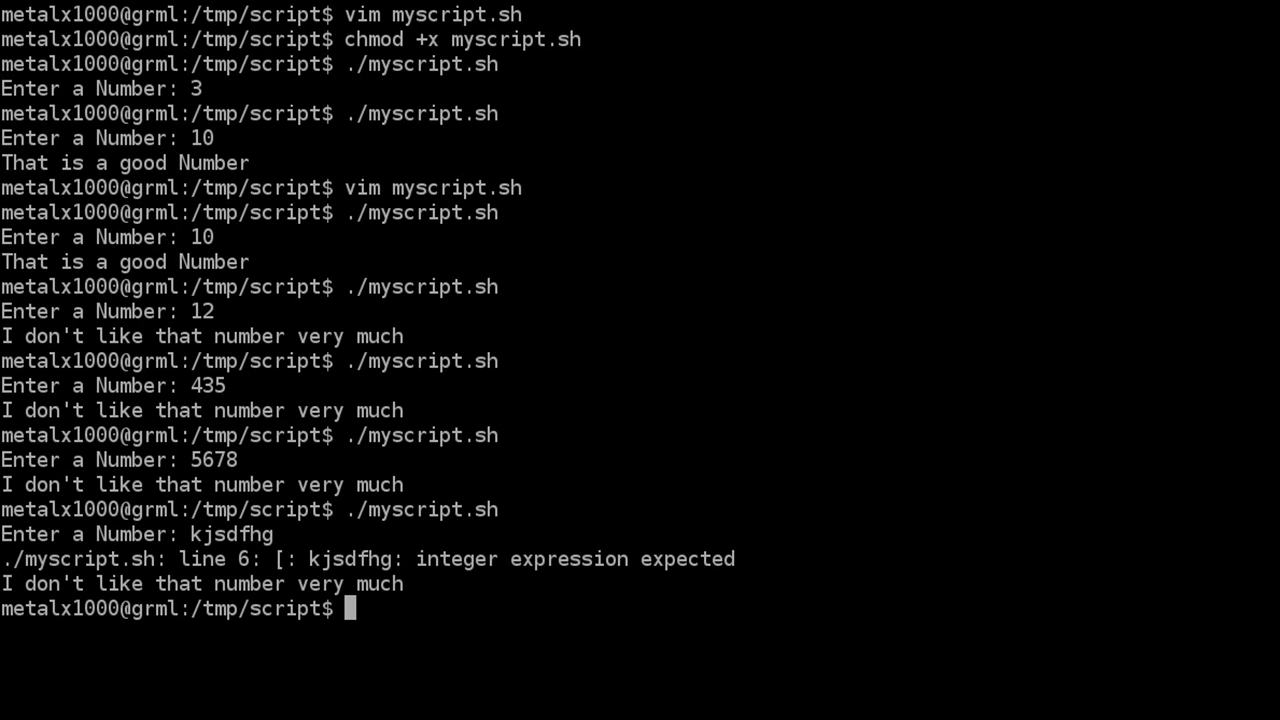 metalx1000@grml:/tmp/script$ vim myscript.sh
metalx1000@grml:/tmp/script$ chmod +x myscript.sh
metalx1000@grml:/tmp/script$ ./myscript.sh
Enter a Number: 3
metalx1000@grml:/tmp/script$ ./myscript.sh
Enter a Number: 10
That is a good Number
metalx1000@grml:/tmp/script$ vim myscript.sh
metalx1000@grml:/tmp/script$ ./myscript.sh
Enter a Number: 10
That is a good Number
metalx1000@grml:/tmp/script$ ./myscript.sh
Enter a Number: 12
I don't like that number very much
metalx1000@grml:/tmp/script$ ./myscript.sh
Enter a Number: 435
I don't like that number very much
metalx1000@grml:/tmp/script$ ./myscript.sh
Enter a Number: 5678
I don't like that number very much
metalx1000@grml:/tmp/script$ ./myscript.sh
Enter a Number: kjsdfhg
./myscript.sh: line 6: [: kjsdfhg: integer expression expected
I don't like that number very much
metalx1000@grml:/tmp/script$